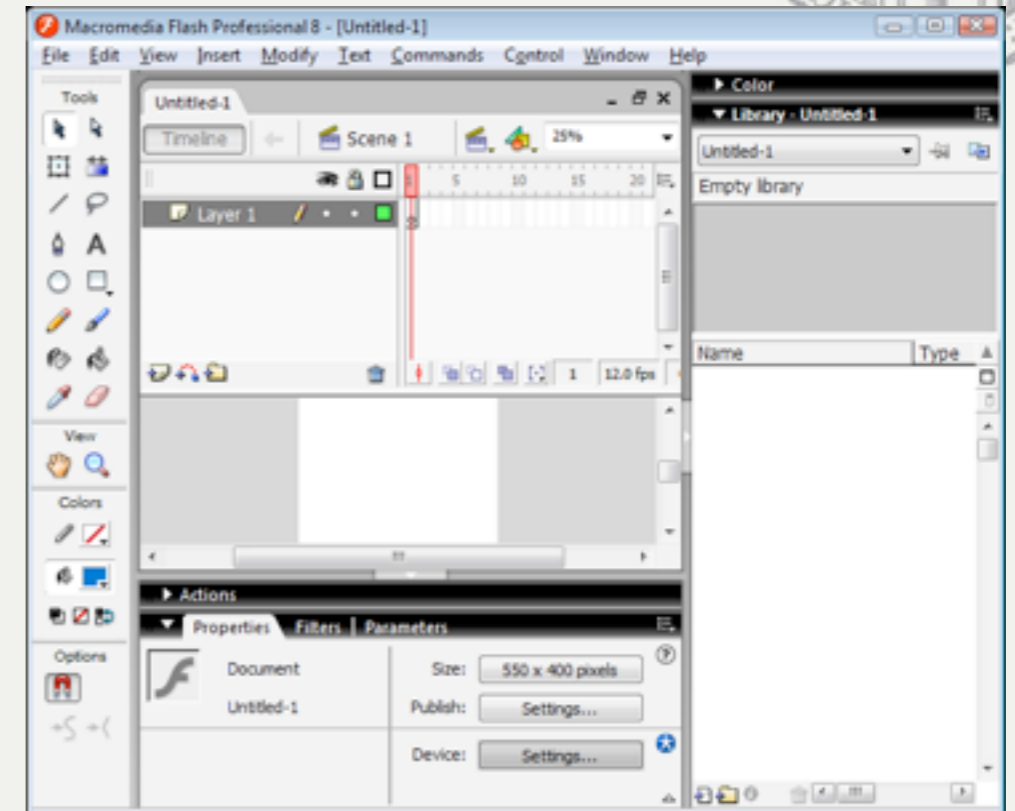 Macromedia Flash Professional 8 - [Untitled-1]
File Edit View Insert Modify Text Commands Control Window Help
Tools
View
Colors
Options
Untitled-1
Timeline Scene 1 25%
1 5 10 15 20
Layer 1
1 12.0 fps
Actions
Properties Filters | Parameters
Document
Untitled-1
Size: 550 x 400 pixels
Publish: Settings...
Device: Settings...
Color
Library - Untitled-1
Untitled-1
Empty library
Name Type